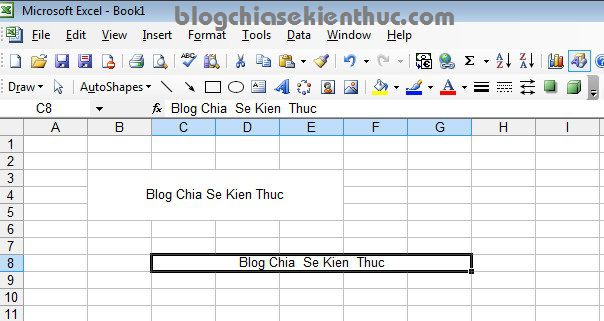 Microsoft Excel - Book1
blogchiasekienthuc.com
File Edit View Insert Format Tools Data Window Help
ABC
Draw AutoShapes A
C8 fx Blog Chia  Se Kien  Thuc
A B C D E F G H I
1
2
3
4 Blog Chia Se Kien Thuc
5
6
7
8 Blog Chia  Se Kien  Thuc
9
10
11